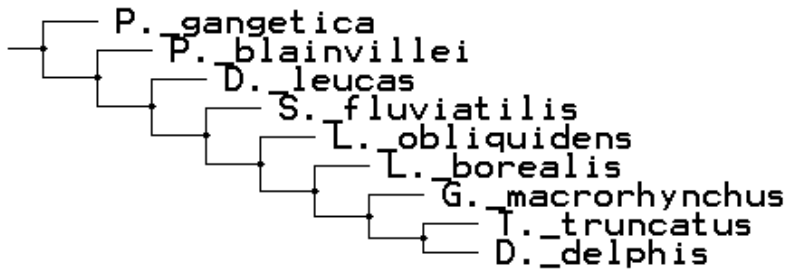 P._gangetica
P._blainvillei
D._leucas
S._fluviatilis
L._obliquidens
L._borealis
G._macrorhynchus
T._truncatus
D._delphis